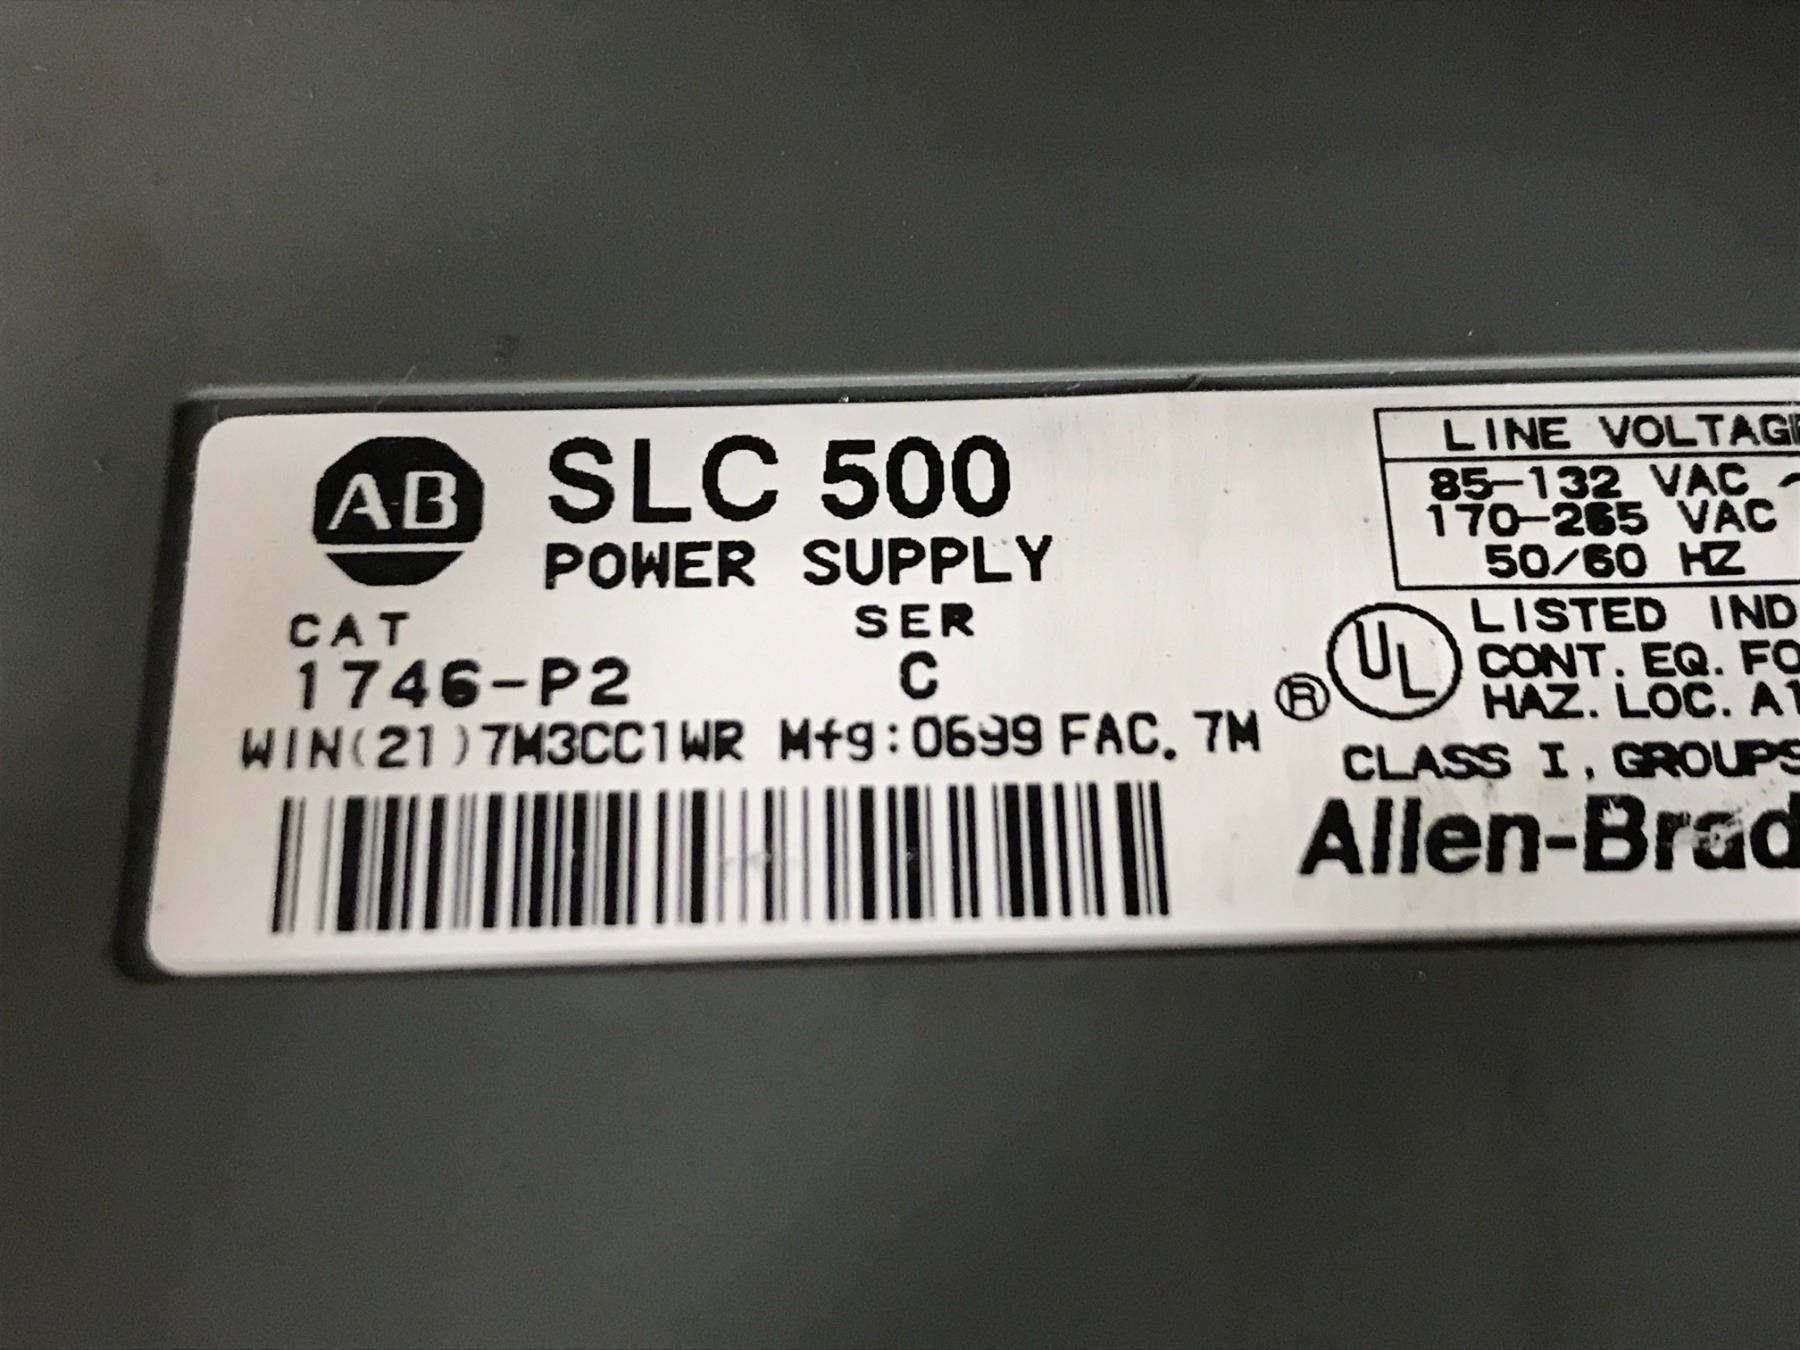 AB
SLC 500
POWER SUPPLY
CAT SER
1746-P2 C
WIN(21)7M3CC1WR Mfg:0699 FAC. 7M
LINE VOLTAGE
85-132 VAC ~
170-265 VAC
50/60 HZ
® UL LISTED IND
CONT. EQ. FO
HAZ. LOC. A1
CLASS I, GROUPS
Allen-Brad